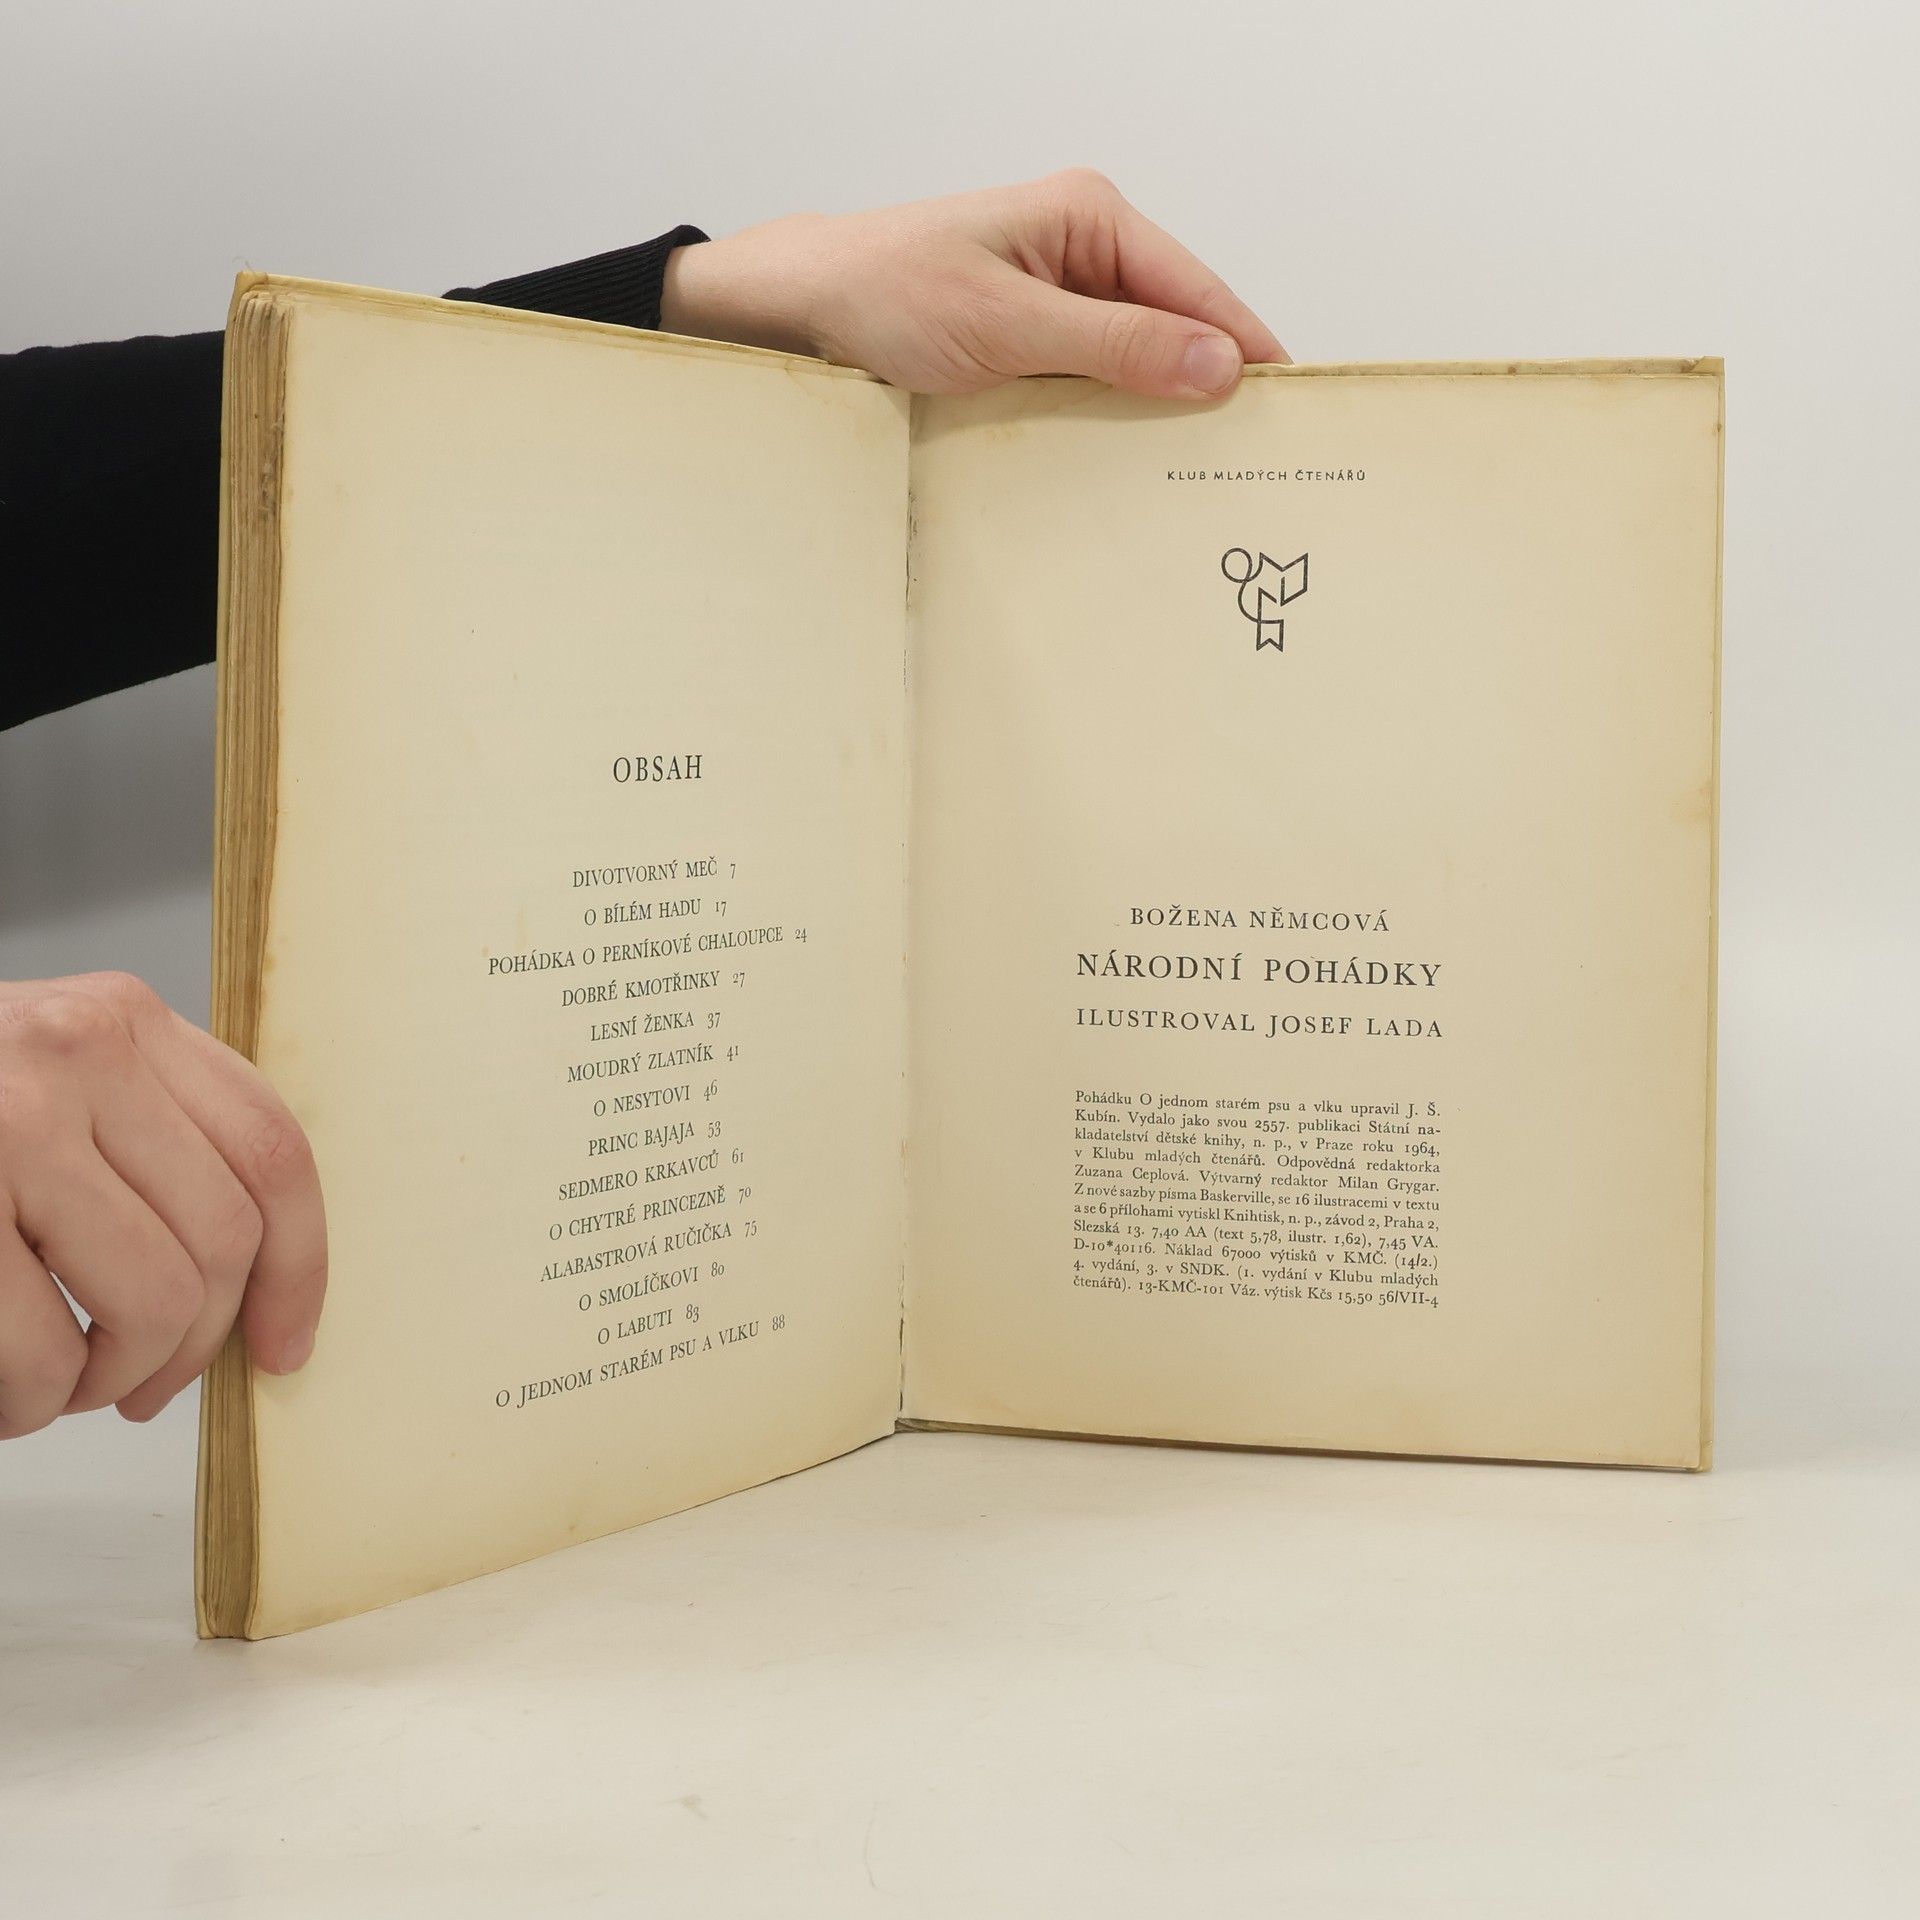 OBSAH
DIVOTVORNÝ MEČ 7
O BÍLÉM HADU 17
POHÁDKA O PERNÍKOVÉ CHALOUPCE 24
DOBRÉ KMOTŘINKY 27
LESNÍ ŽENKA 37
MOUDRÝ ZLATNÍK 41
O NESYTOVI 46
PRINC BAJAJA 53
SEDMERO KRKAVCŮ 61
O CHYTRÉ PRINCEZNĚ 70
ALABASTROVÁ RUČIČKA 75
O SMOLÍČKOVI 80
O LABUTI 83
O JEDNOM STARÉM PSU A VLKU 88
KLUB MLADÝCH ČTENÁŘŮ
BOŽENA NĚMCOVÁ
NÁRODNÍ POHÁDKY
ILUSTROVAL JOSEF LADA
Pohádku O jednom starém psu a vlku upravil J. Š.
Kubín. Vydalo jako svou 2557. publikaci Státní na-
kladatelství dětské knihy, n. p., v Praze roku 1964,
v Klubu mladých čtenářů. Odpovědná redaktorka
Zuzana Ceplová. Výtvarný redaktor Milan Grygar.
Z nové sazby písma Baskerville, se 16 ilustracemi v textu
a se 6 přílohami vytiskl Knihtisk, n. p., závod 2, Praha 2,
Slezská 13. 7,40 AA (text 5,78, ilustr. 1,62), 7,45 VA.
D-10*40116. Náklad 67000 výtisků v KMČ. (14/2.)
4. vydání, 3. v SNDK. (1. vydání v Klubu mladých
čtenářů). 13-KMČ-101 Váz. výtisk Kčs 15,50 56/VII-4